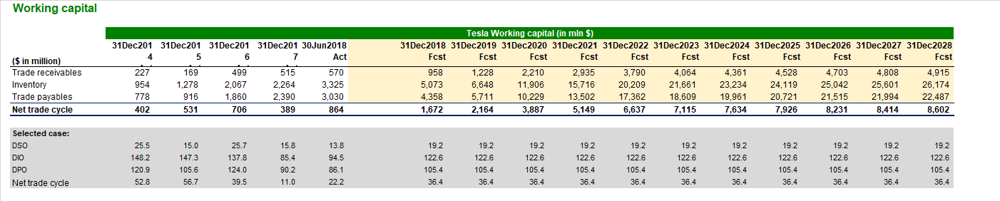 Working capital
Tesla Working capital (in mln $)
31Dec201 31Dec201 31Dec201 31Dec201 30Jun2018 31Dec2018 31Dec2019 31Dec2020 31Dec2021 31Dec2022 31Dec2023 31Dec2024 31Dec2025 31Dec2026 31Dec2027 31Dec2028
4 5 6 7 Act Fcst Fcst Fcst Fcst Fcst Fcst Fcst Fcst Fcst Fcst Fcst
($ in million)
Trade receivables 227 169 499 515 570 958 1,228 2,210 2,935 3,790 4,064 4,361 4,528 4,703 4,808 4,915
Inventory 954 1,278 2,067 2,264 3,325 5,073 6,648 11,906 15,716 20,209 21,661 23,234 24,119 25,042 25,601 26,174
Trade payables 778 916 1,860 2,390 3,030 4,358 5,711 10,229 13,502 17,362 18,609 19,961 20,721 21,515 21,994 22,487
Net trade cycle 402 531 706 389 864 1,672 2,164 3,887 5,149 6,637 7,115 7,634 7,926 8,231 8,414 8,602
Selected case:
DSO 25.5 15.0 25.7 15.8 13.8 19.2 19.2 19.2 19.2 19.2 19.2 19.2 19.2 19.2 19.2 19.2
DIO 148.2 147.3 137.8 85.4 94.5 122.6 122.6 122.6 122.6 122.6 122.6 122.6 122.6 122.6 122.6 122.6
DPO 120.9 105.6 124.0 90.2 86.1 105.4 105.4 105.4 105.4 105.4 105.4 105.4 105.4 105.4 105.4 105.4
Net trade cycle 52.8 56.7 39.5 11.0 22.2 36.4 36.4 36.4 36.4 36.4 36.4 36.4 36.4 36.4 36.4 36.4